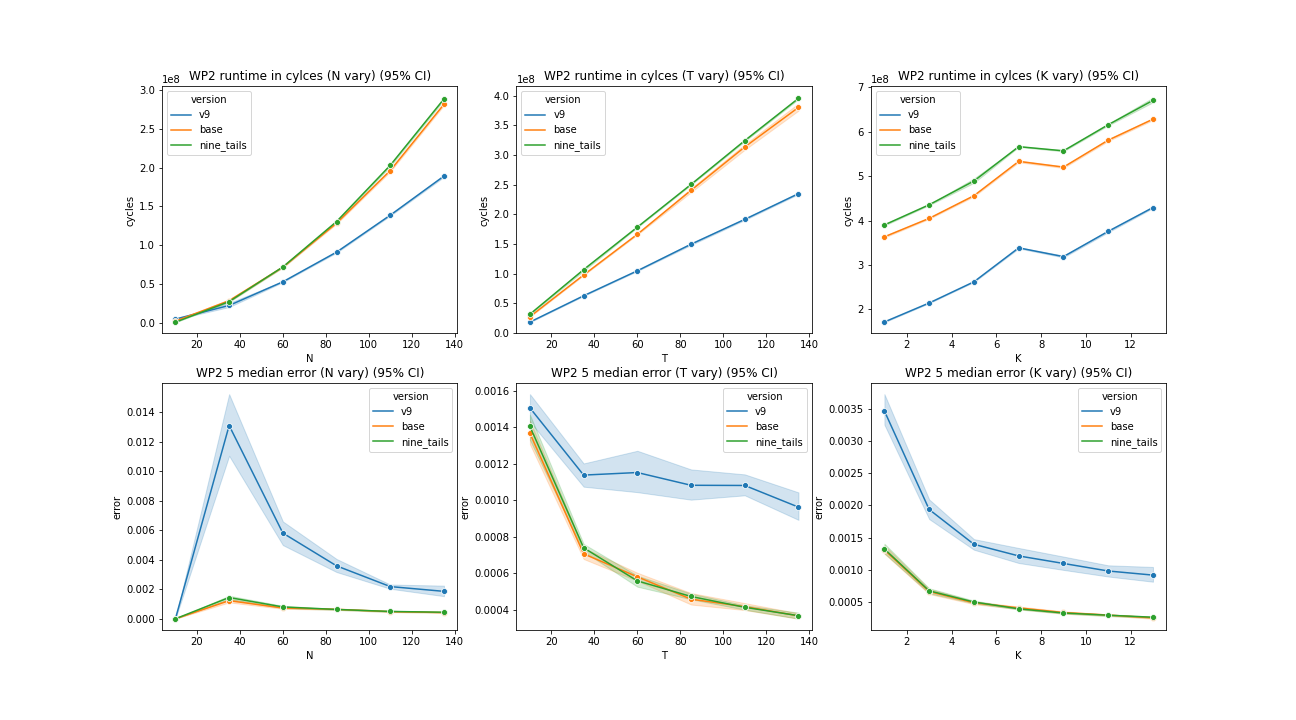 WP2 runtime in cylces (N vary) (95% CI)
1e8
3.0
2.5
2.0
1.5
1.0
0.5
0.0
cycles
version
v9
base
nine_tails
20
40
60
80
100
120
140
N
WP2 runtime in cylces (T vary) (95% CI)
1e8
4.0
3.5
3.0
2.5
2.0
1.5
1.0
0.5
0.0
cycles
version
v9
base
nine_tails
20
40
60
80
100
120
140
T
WP2 runtime in cylces (K vary) (95% CI)
1e8
7
6
5
4
3
2
cycles
version
v9
base
nine_tails
2
4
6
8
10
12
K
WP2 5 median error (N vary) (95% CI)
0.014
0.012
0.010
0.008
0.006
0.004
0.002
0.000
error
version
v9
base
nine_tails
20
40
60
80
100
120
140
N
WP2 5 median error (T vary) (95% CI)
0.0016
0.0014
0.0012
0.0010
0.0008
0.0006
0.0004
error
version
v9
base
nine_tails
20
40
60
80
100
120
140
T
WP2 5 median error (K vary) (95% CI)
0.0035
0.0030
0.0025
0.0020
0.0015
0.0010
0.0005
error
version
v9
base
nine_tails
2
4
6
8
10
12
K